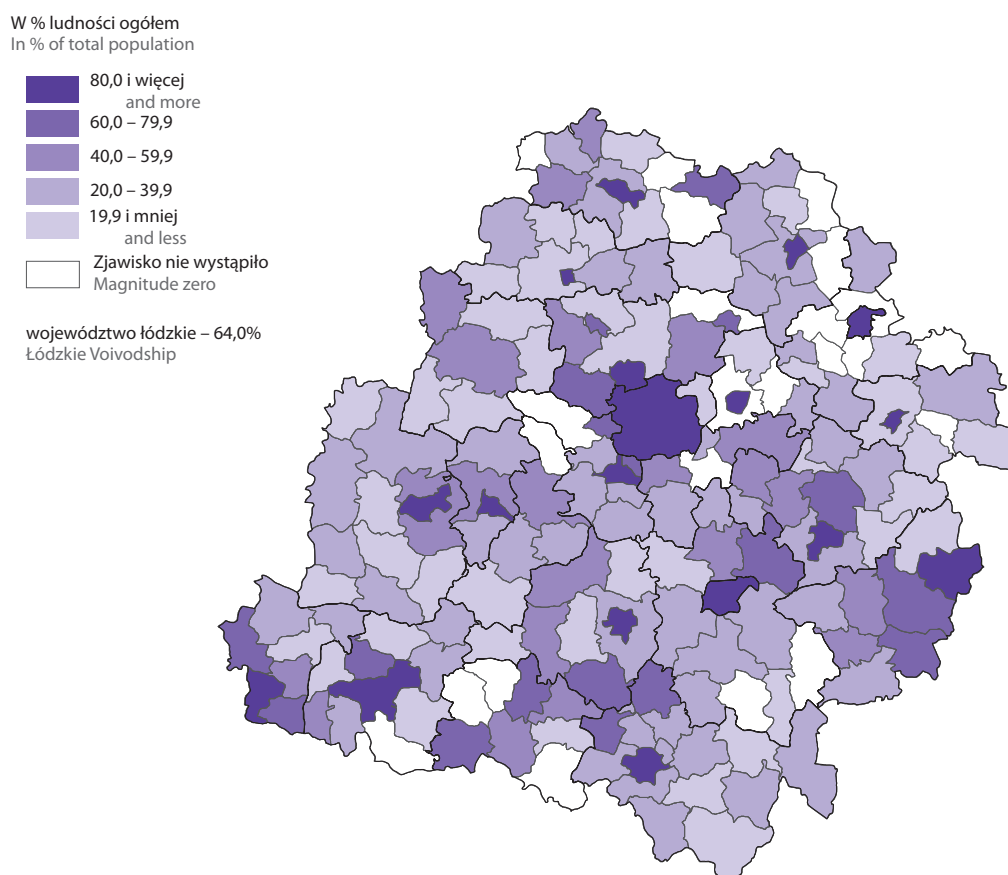 W % ludności ogółem
In % of total population
80,0 i więcej
and more
60,0 – 79,9
40,0 – 59,9
20,0 – 39,9
19,9 i mniej
and less
Zjawisko nie wystąpiło
Magnitude zero
województwo łódzkie – 64,0%
Łódzkie Voivodship